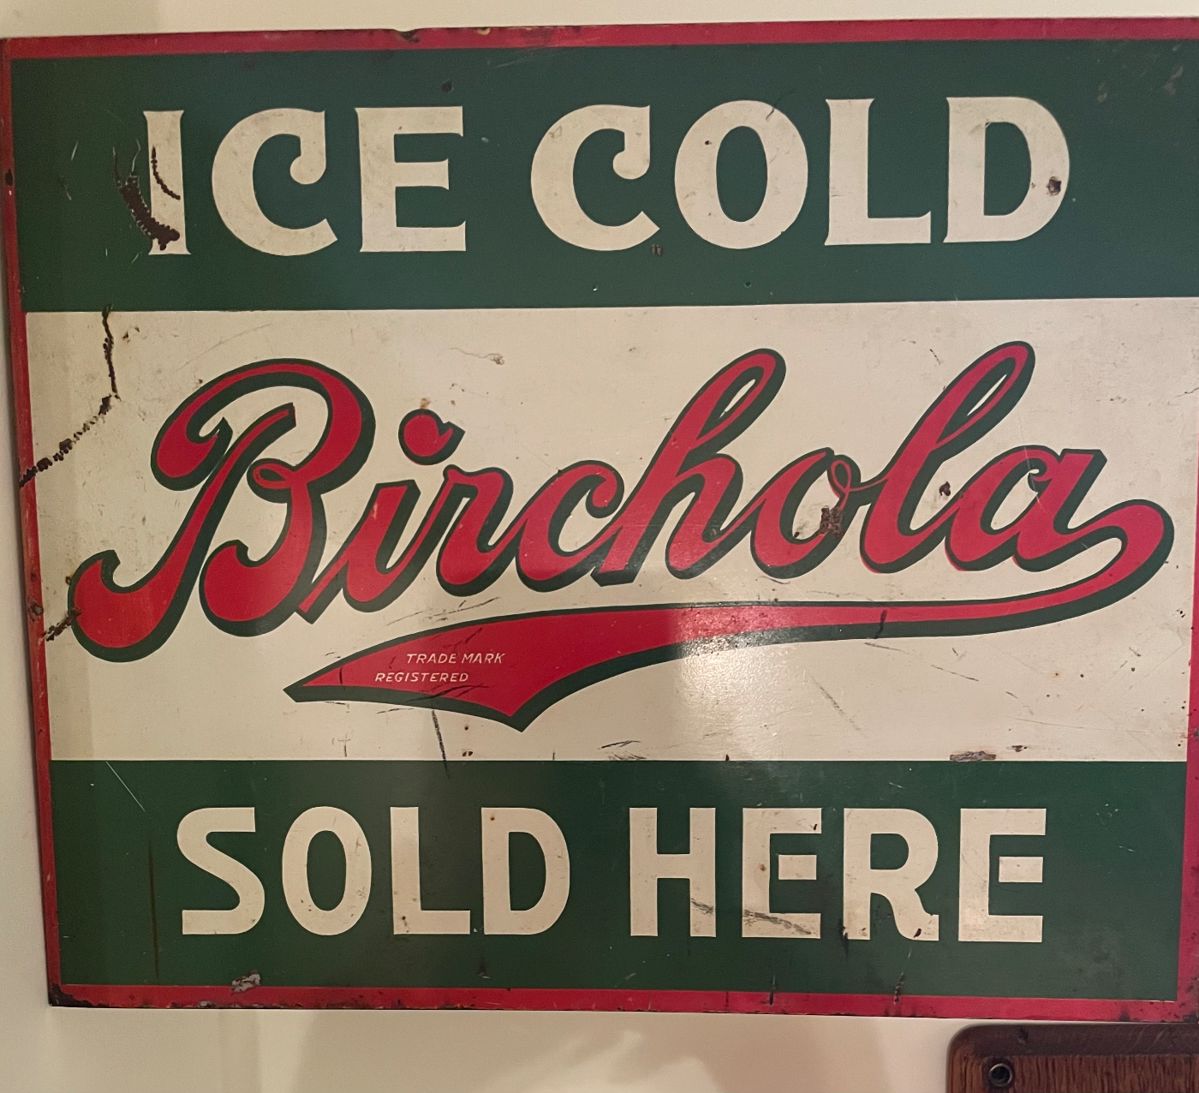 ICE COLD
Birchola
TRADE MARK
REGISTERED
SOLD HERE